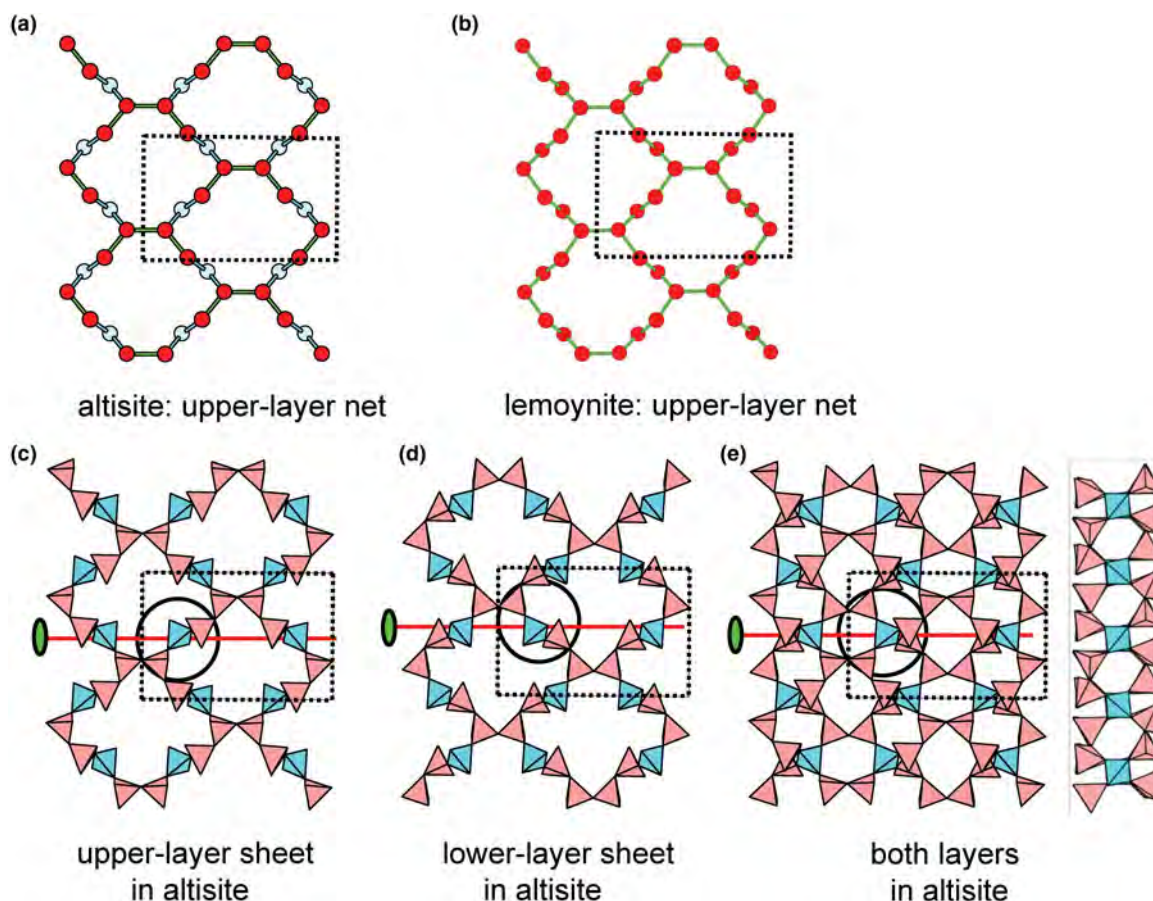 (a)
(b)
altisite: upper-layer net
lemoynite: upper-layer net
(c)
(d)
(e)
upper-layer sheet
in altisite
lower-layer sheet
in altisite
both layers
in altisite